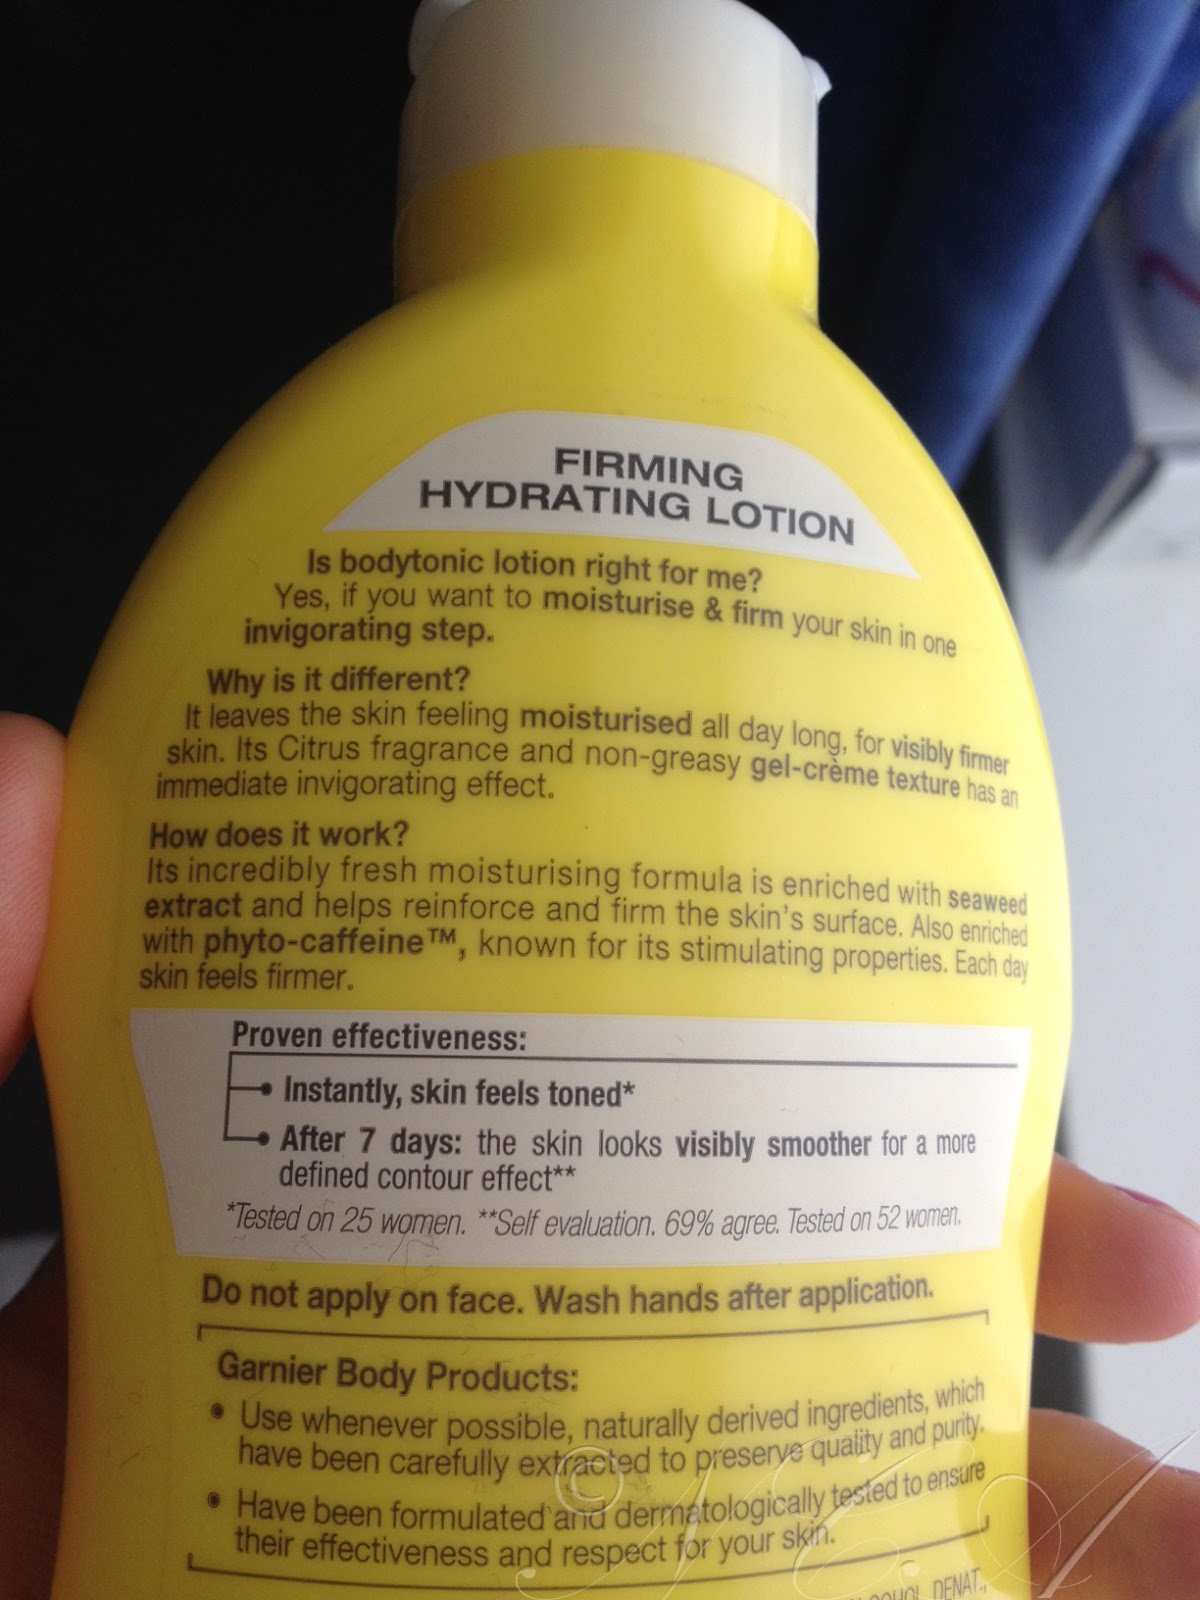 FIRMING
HYDRATING LOTION
Is bodytonic lotion right for me?
Yes, if you want to moisturise & firm your skin in one
invigorating step.
Why is it different?
It leaves the skin feeling moisturised all day long, for visibly firmer
skin. Its Citrus fragrance and non-greasy gel-crème texture has an
immediate invigorating effect.
How does it work?
Its incredibly fresh moisturising formula is enriched with seaweed
extract and helps reinforce and firm the skin's surface. Also enriched
with phyto-caffeine™, known for its stimulating properties. Each day
skin feels firmer.
Proven effectiveness:
• Instantly, skin feels toned*
• After 7 days: the skin looks visibly smoother for a more
defined contour effect**
*Tested on 25 women. **Self evaluation. 69% agree. Tested on 52 women.
Do not apply on face. Wash hands after application.
Garnier Body Products:
• Use whenever possible, naturally derived ingredients, which
have been carefully extracted to preserve quality and purity.
• Have been formulated and dermatologically tested to ensure
their effectiveness and respect for your skin.
DENAT.,